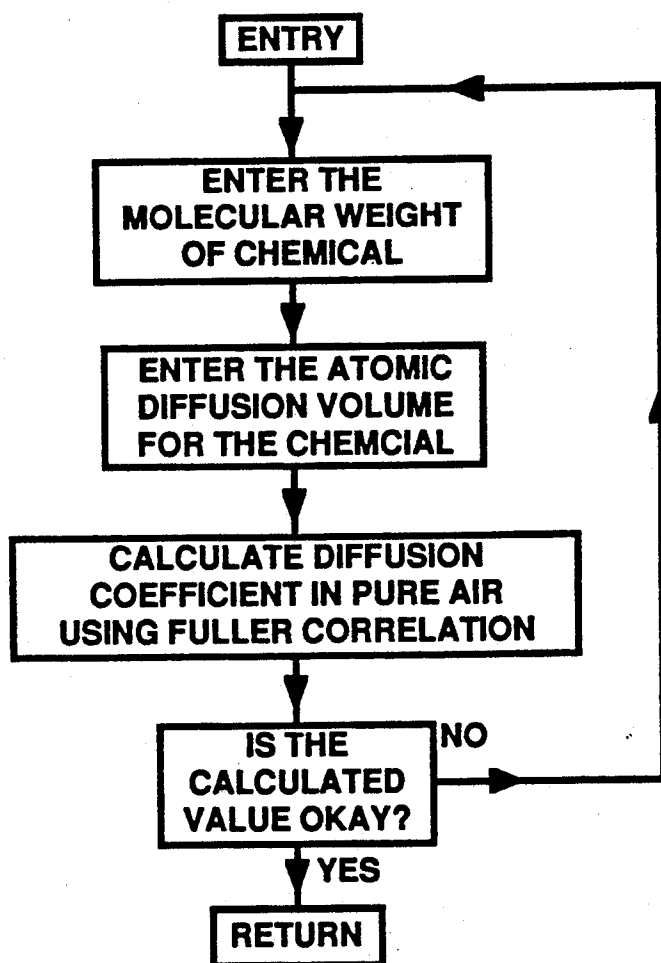 ENTRY
ENTER THE
MOLECULAR WEIGHT
OF CHEMICAL
ENTER THE ATOMIC
DIFFUSION VOLUME
FOR THE CHEMCIAL
CALCULATE DIFFUSION
COEFFICIENT IN PURE AIR
USING FULLER CORRELATION
IS THE
CALCULATED
VALUE OKAY?
NO
YES
RETURN